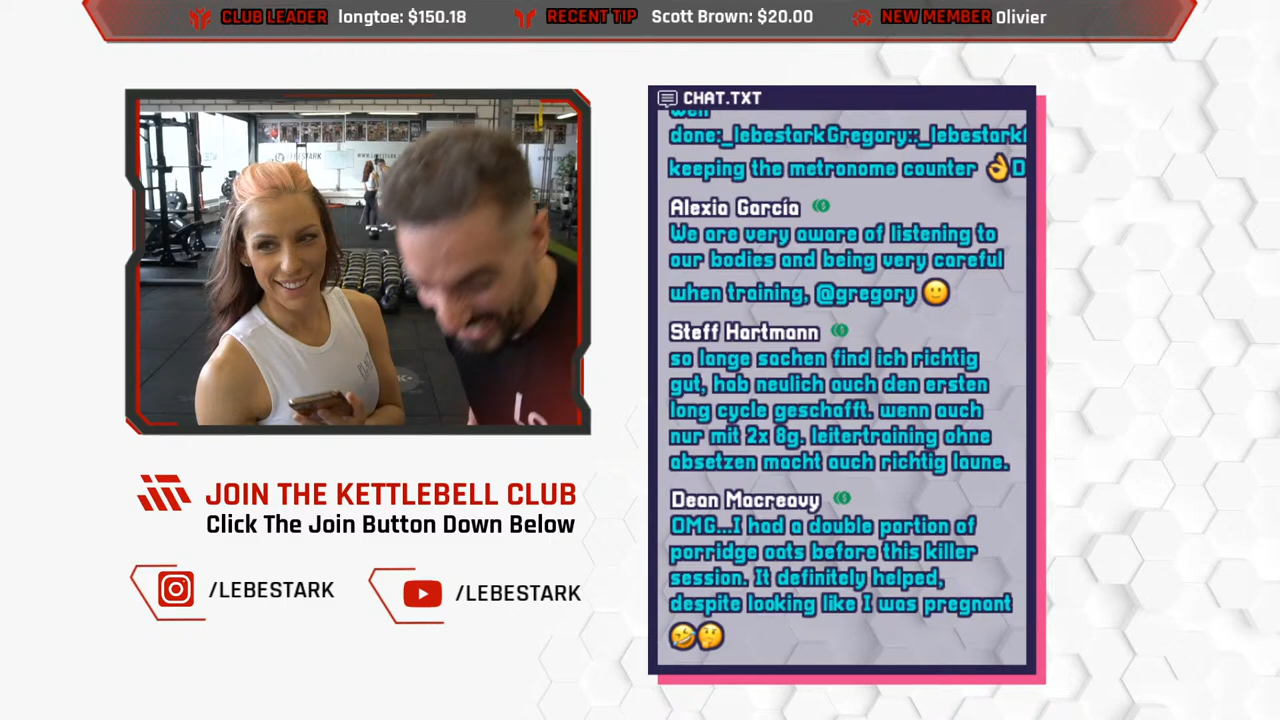 CLUB LEADER longtoe: $150.18 RECENT TIP Scott Brown: $20.00 NEW MEMBER Olivier
LEBESTARK
JOIN THE KETTLEBELL CLUB
Click The Join Button Down Below
/LEBESTARK /LEBESTARK
CHAT.TXT
well
done:_lebestarkGregory::_lebestark
keeping the metronome counter 👌
Alexia García
We are very aware of listening to
our bodies and being very careful
when training, @gregory 🙂
Steff Hartmann
so lange sachen find ich richtig
gut, hab neulich auch den ersten
long cycle geschafft. wenn auch
nur mit 2x 8g. leitertraining ohne
absetzen macht auch richtig laune.
Dean Macreavy
OMG...I had a double portion of
porridge oats before this killer
session. It definitely helped,
despite looking like I was pregnant
🤣🤔